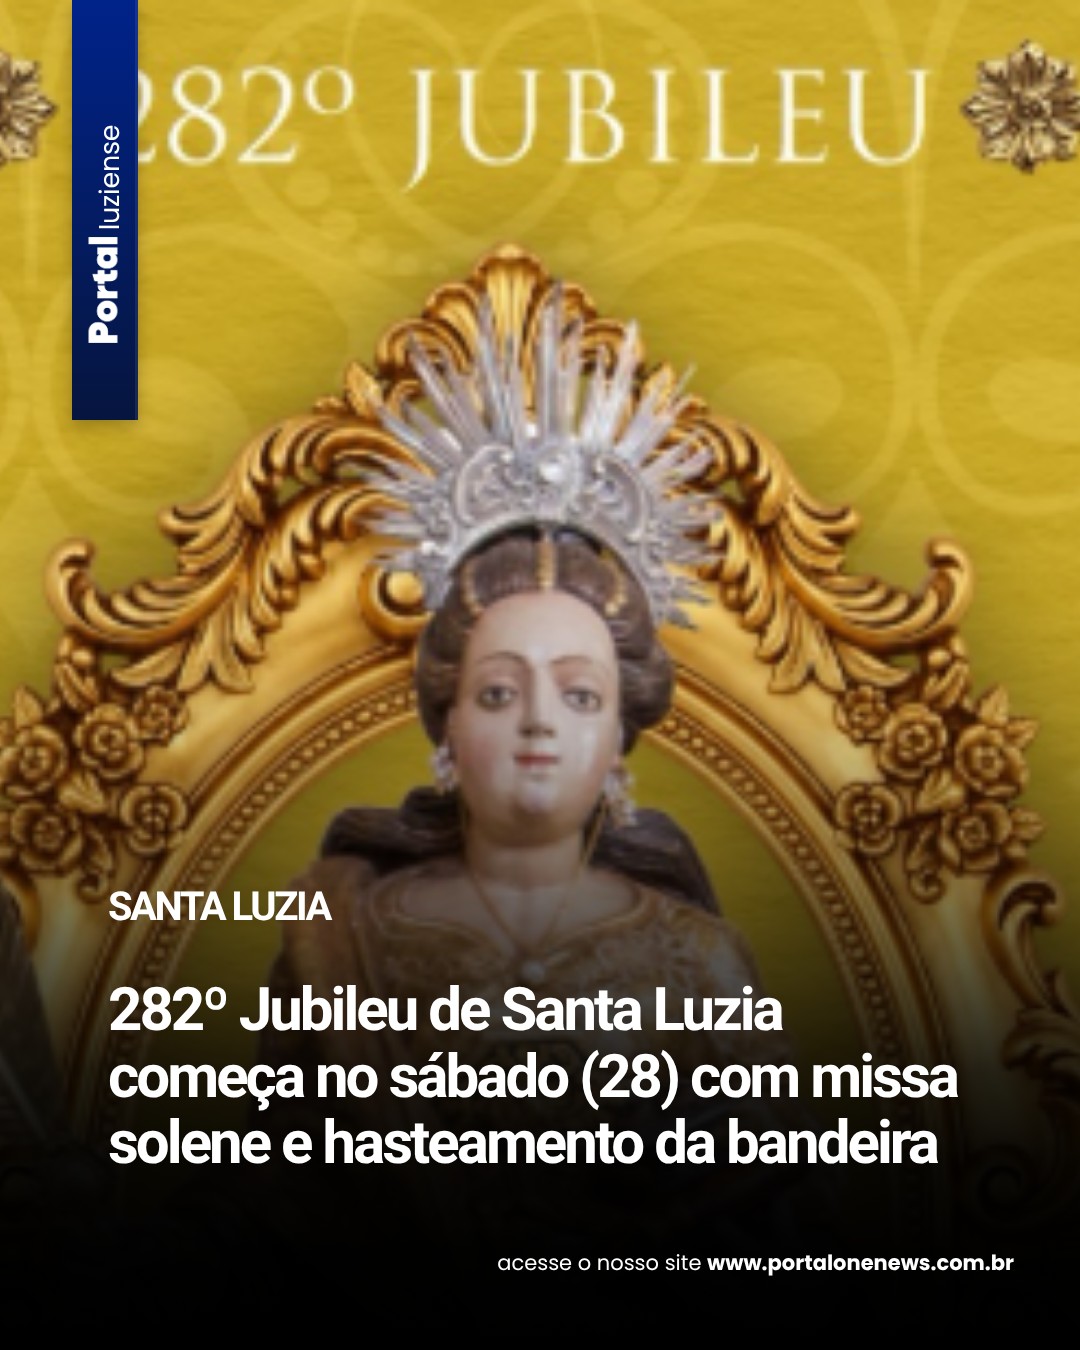 282º JUBILEU
Portal luziense
SANTA LUZIA
282º Jubileu de Santa Luzia
começa no sábado (28) com missa
solene e hasteamento da bandeira
acesse o nosso site www.portalonenews.com.br